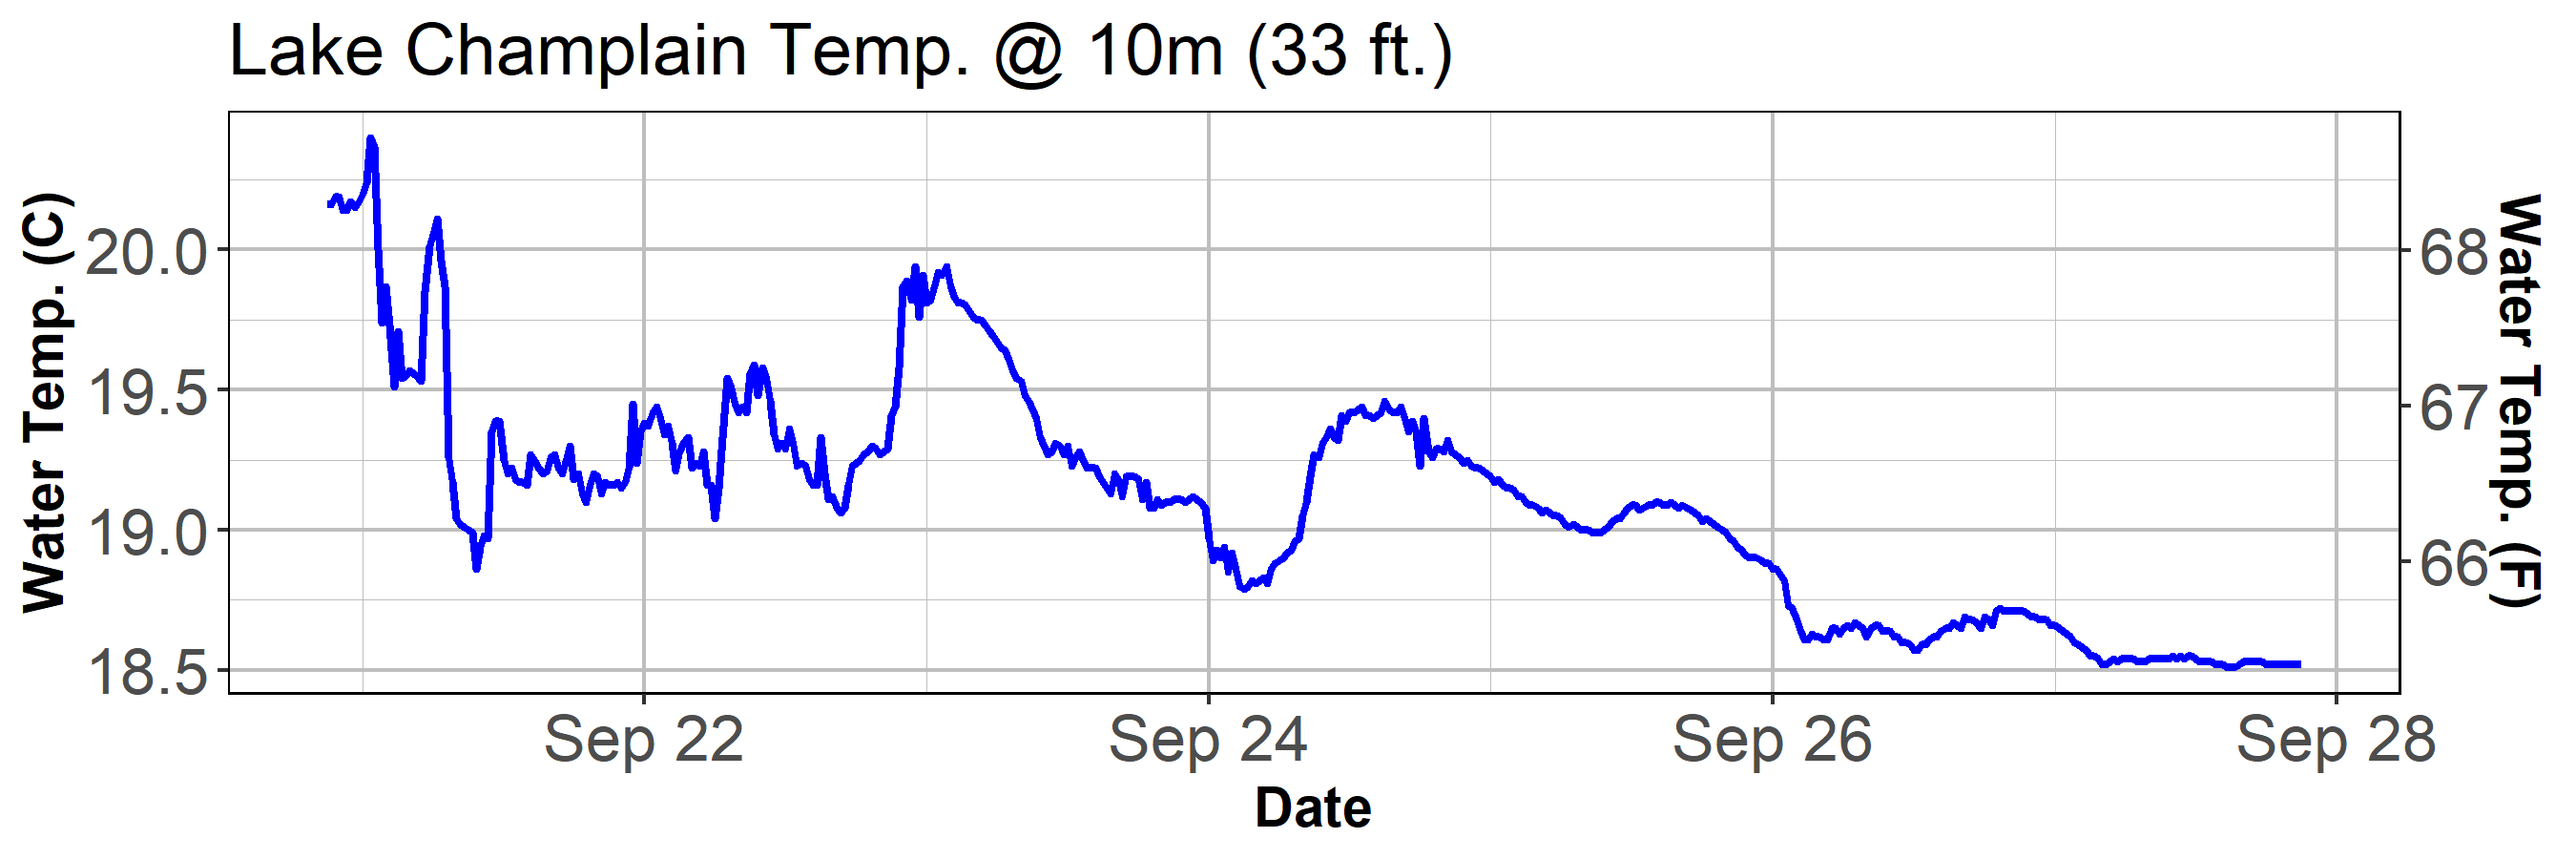 Lake Champlain Temp. @ 10m (33 ft.)
Water Temp. (C)
20.0
19.5
19.0
18.5
68
67
66
Water Temp. (F)
Sep 22
Sep 24
Sep 26
Sep 28
Date